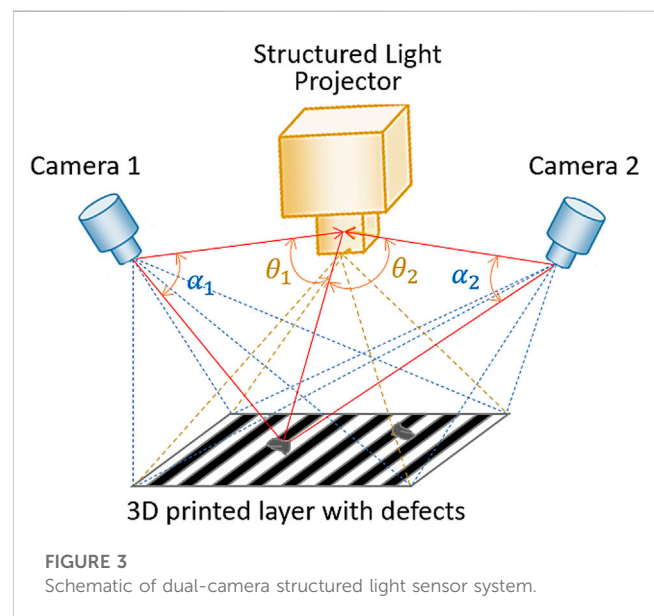 Structured Light
Projector
Camera 1
Camera 2
α₁
θ₁
θ₂
α₂
3D printed layer with defects
FIGURE 3
Schematic of dual-camera structured light sensor system.